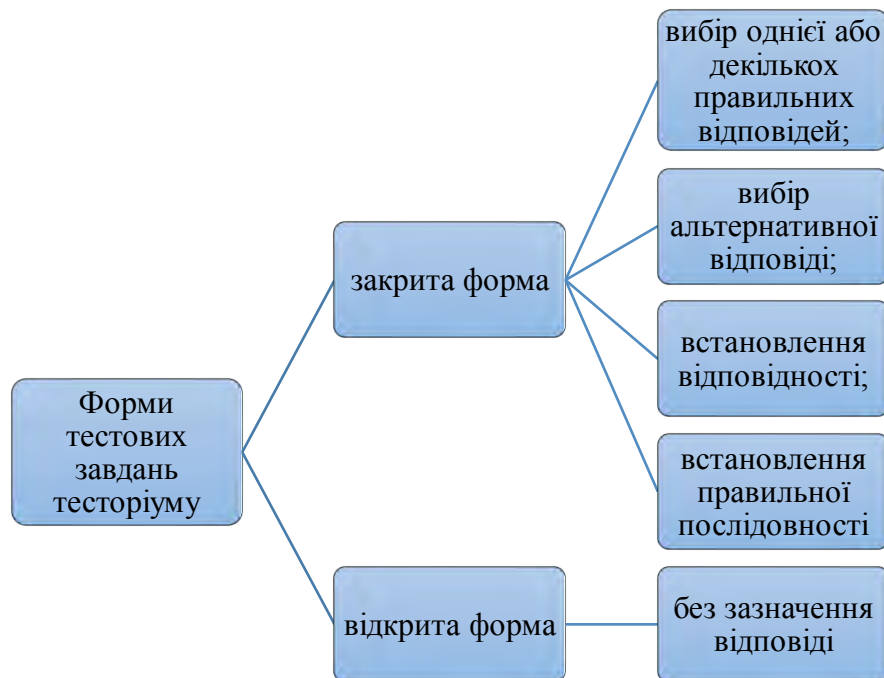 Форми
тестових
завдань
тесторіуму
закрита форма
вибір однієї або
декількох
правильних
відповідей;
вибір
альтернативної
відповіді;
встановлення
відповідності;
встановлення
правильної
послідовності
відкрита форма
без зазначення
відповіді